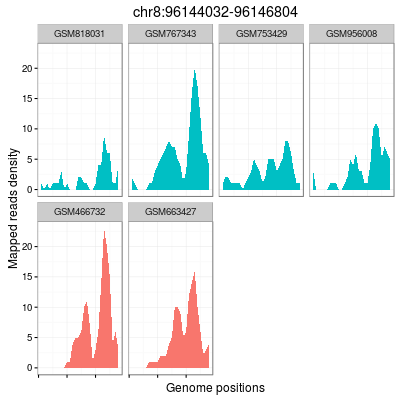 chr8:96144032-96146804
GSM818031 GSM767343 GSM753429 GSM956008
20
15
10
5
0
GSM466732 GSM663427
20
15
10
5
0
Mapped reads density
Genome positions